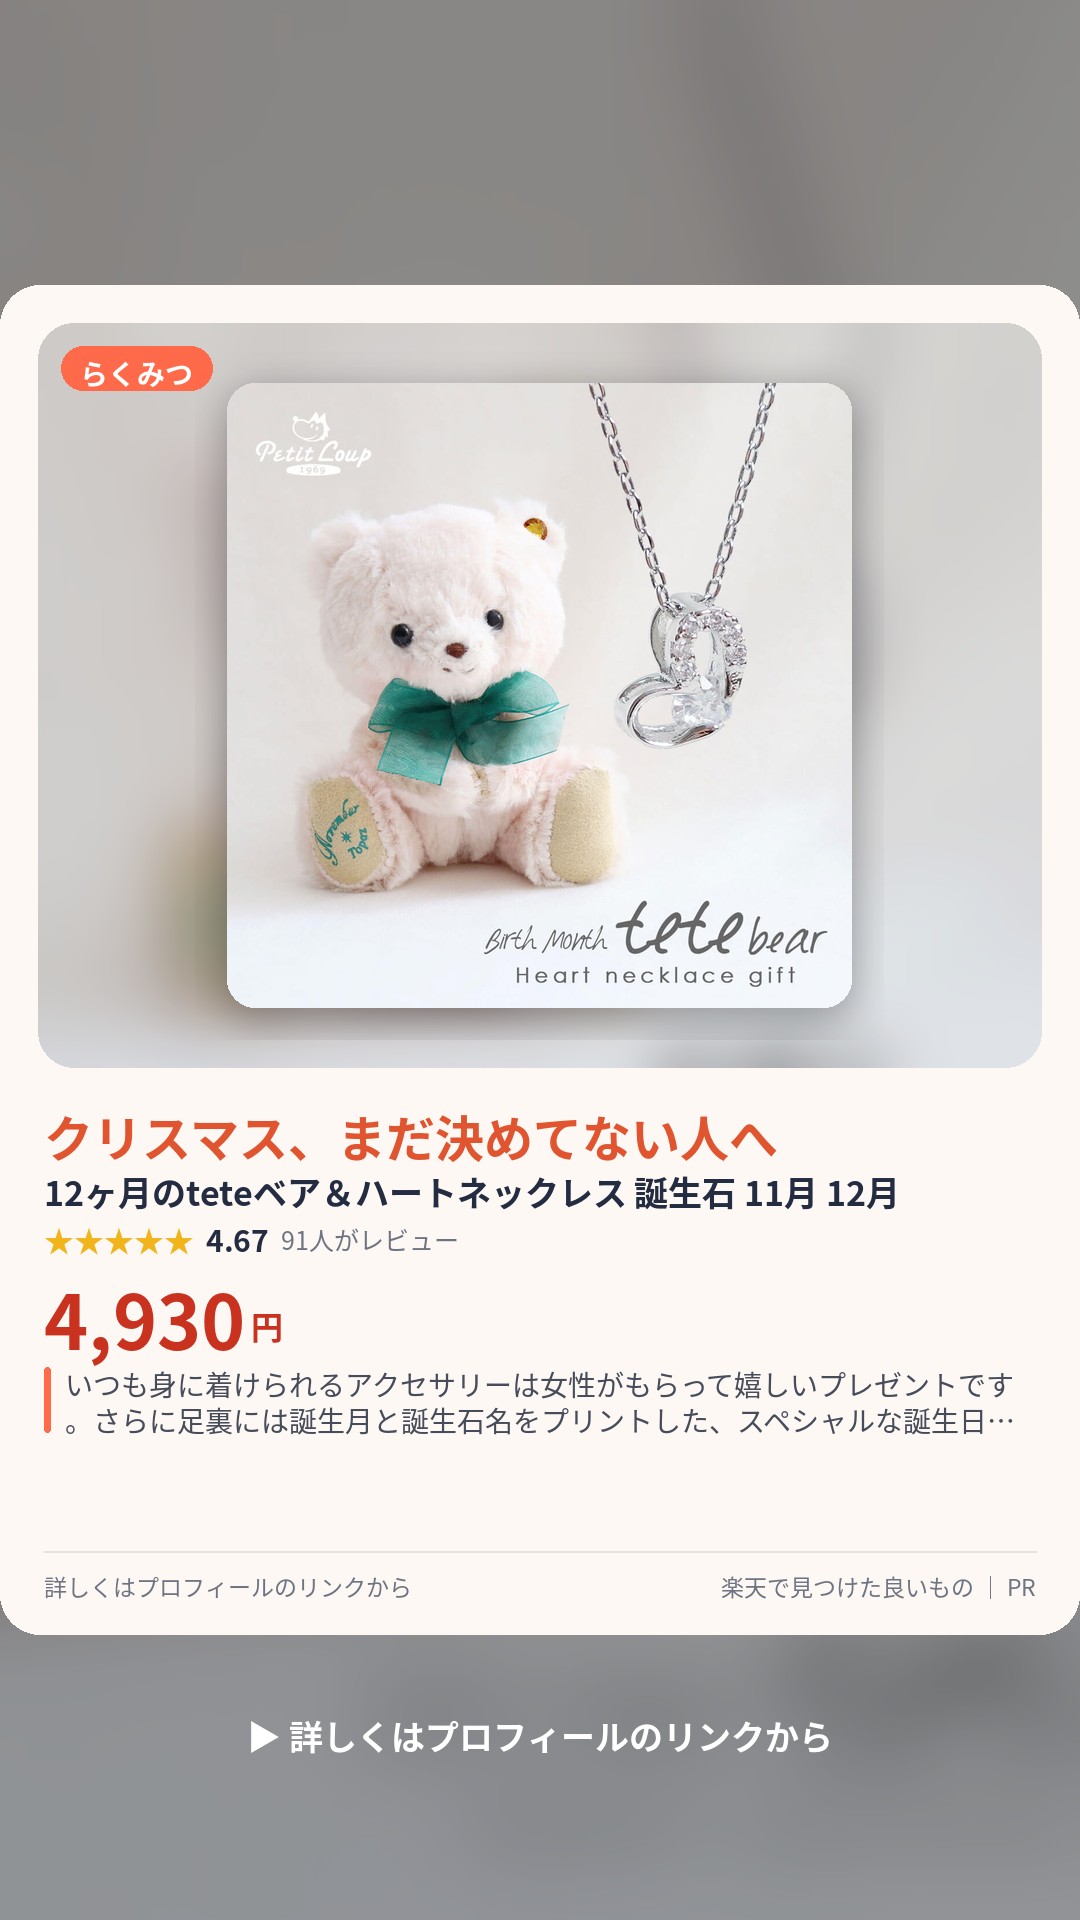 らくみつ
Petit Loup
1969
November
Topaz
Birth Month tete bear
Heart necklace gift
クリスマス、まだ決めてない人へ
12ヶ月のteteベア＆ハートネックレス 誕生石 11月 12月
★★★★★ 4.67 91人がレビュー
4,930円
いつも身に着けられるアクセサリーは女性がもらって嬉しいプレゼントです
。さらに足裏には誕生月と誕生石名をプリントした、スペシャルな誕生日…
詳しくはプロフィールのリンクから
楽天で見つけた良いもの ｜ PR
▶ 詳しくはプロフィールのリンクから